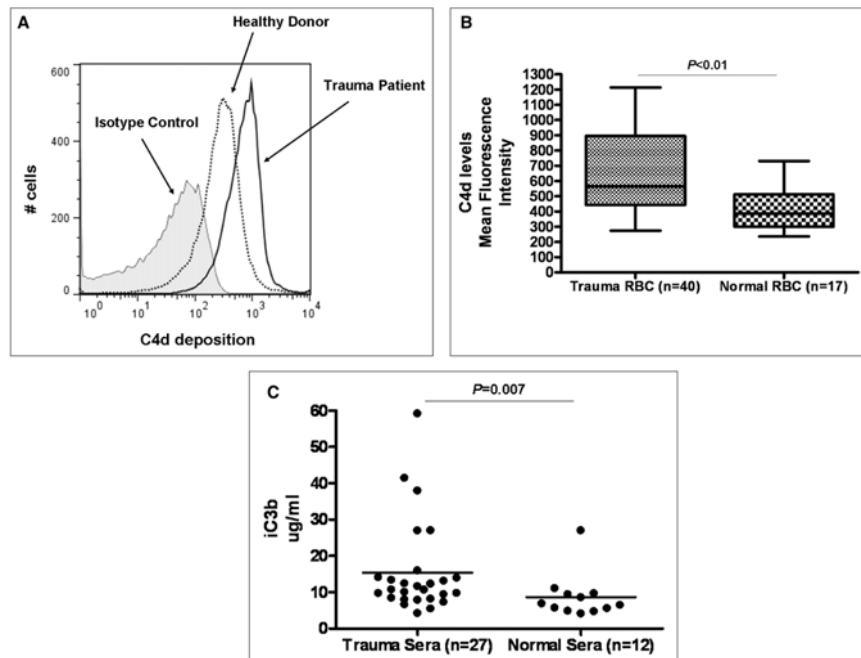 A
Healthy Donor
Trauma Patient
Isotype Control
# cells
600
400
200
0
10^0 10^1 10^2 10^3 10^4
C4d deposition
B
P<0.01
C4d levels
Mean Fluorescence
Intensity
1300
1200
1100
1000
900
800
700
600
500
400
300
200
100
0
Trauma RBC (n=40) Normal RBC (n=17)
C
P=0.007
iC3b
ug/ml
60
50
40
30
20
10
0
Trauma Sera (n=27) Normal Sera (n=12)